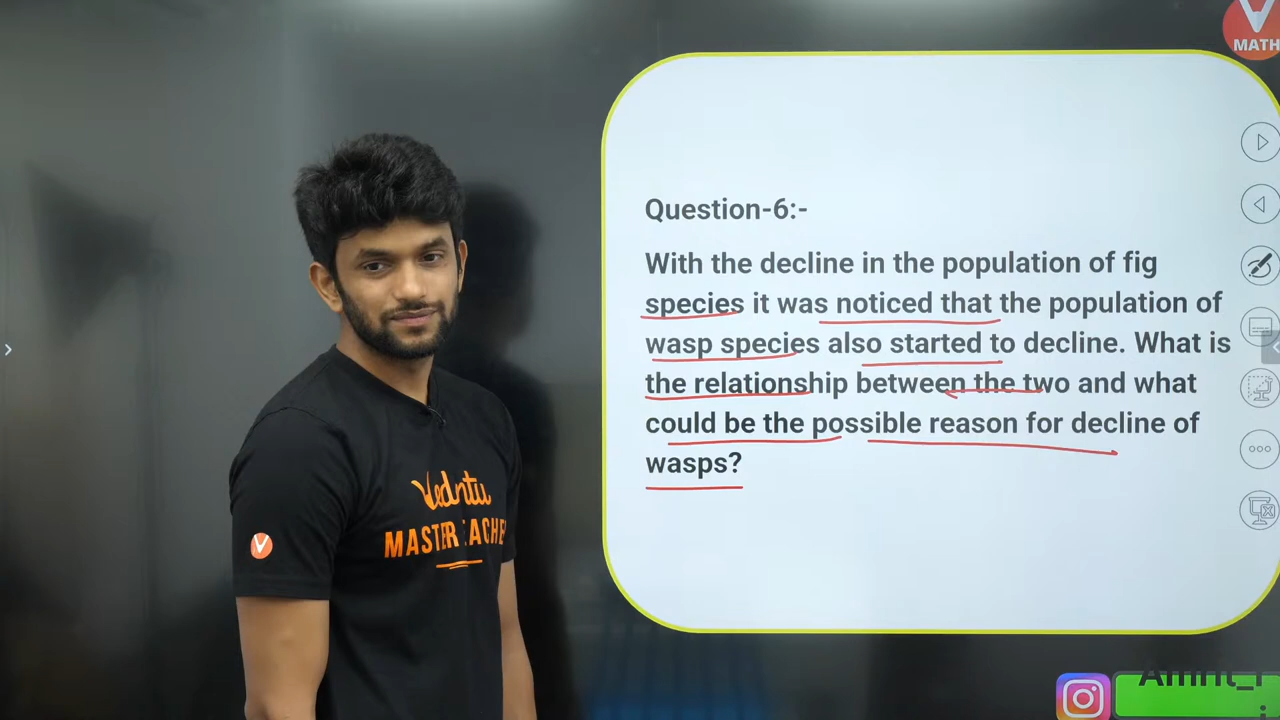 V
MATH
Question-6:-
With the decline in the population of fig
species it was noticed that the population of
wasp species also started to decline. What is
the relationship between the two and what
could be the possible reason for decline of
wasps?
Vedntu
MASTER
V